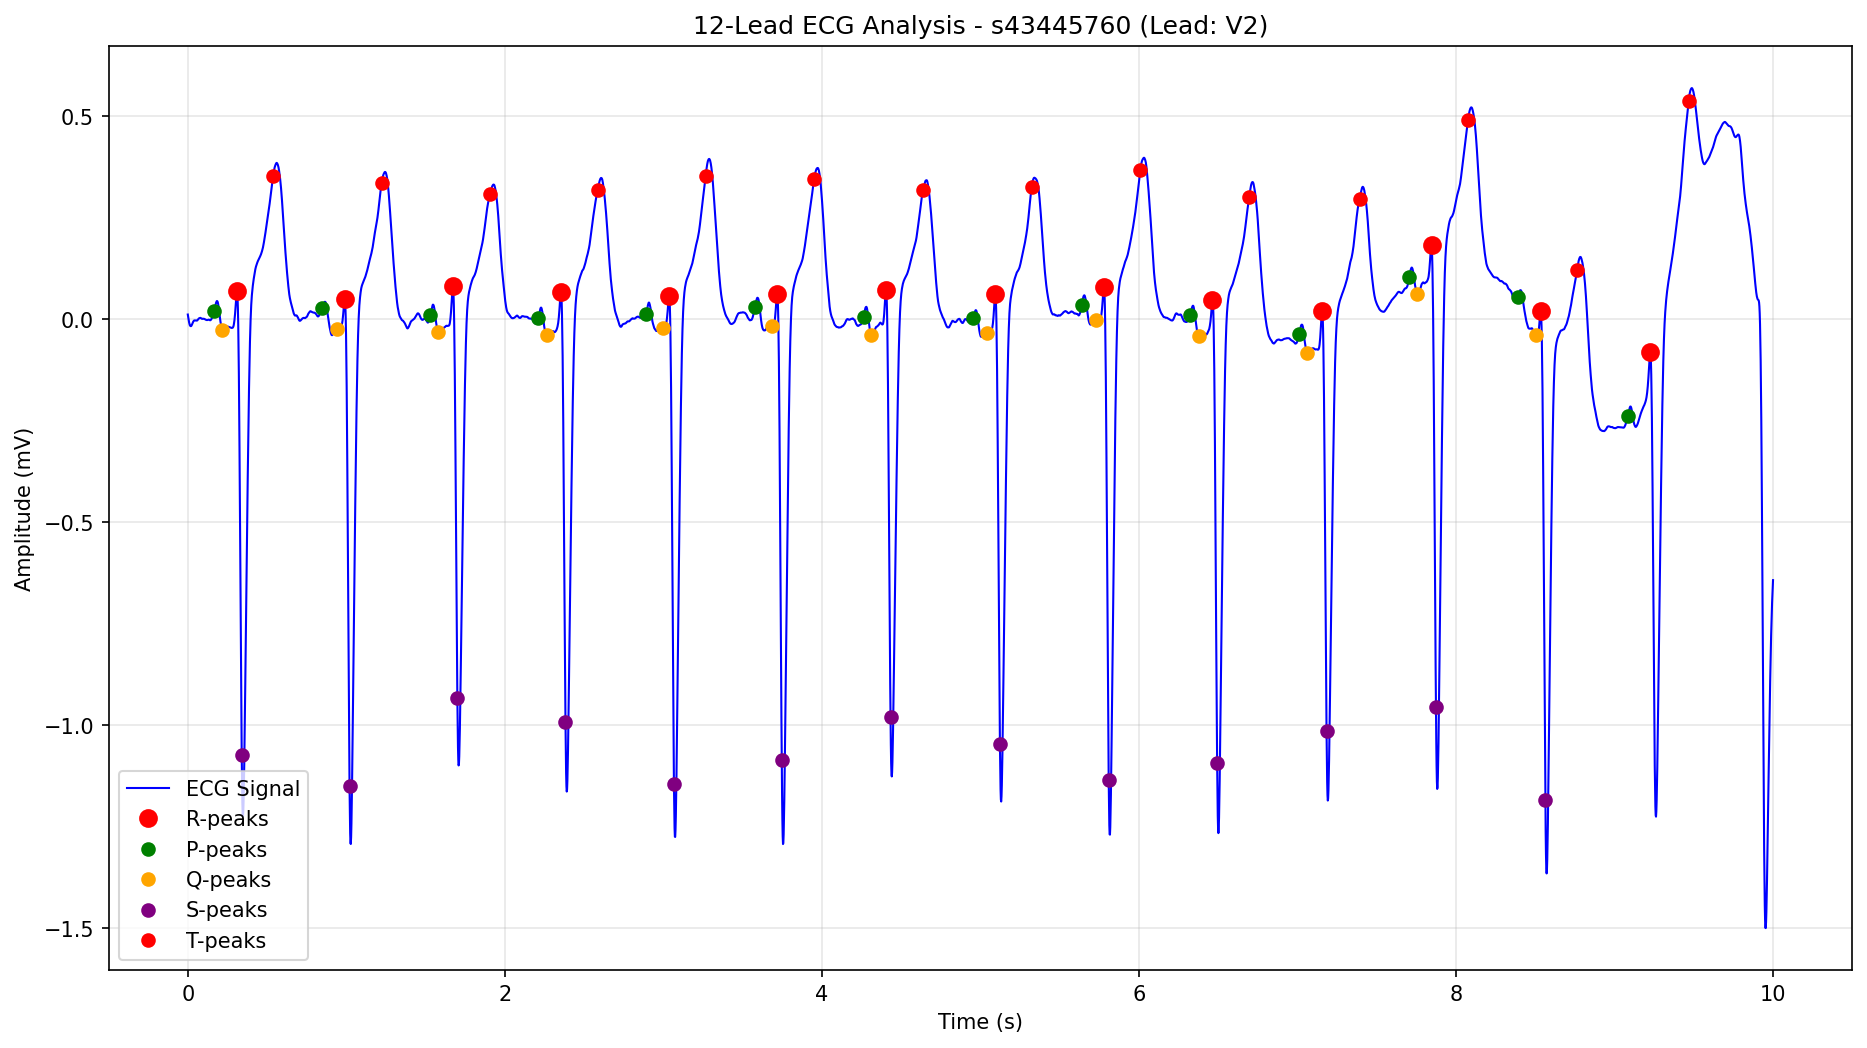 12-Lead ECG Analysis - s43445760 (Lead: V2)
Amplitude (mV)
0.5
0.0
−0.5
−1.0
−1.5
ECG Signal
R-peaks
P-peaks
Q-peaks
S-peaks
T-peaks
0 2 4 6 8 10
Time (s)